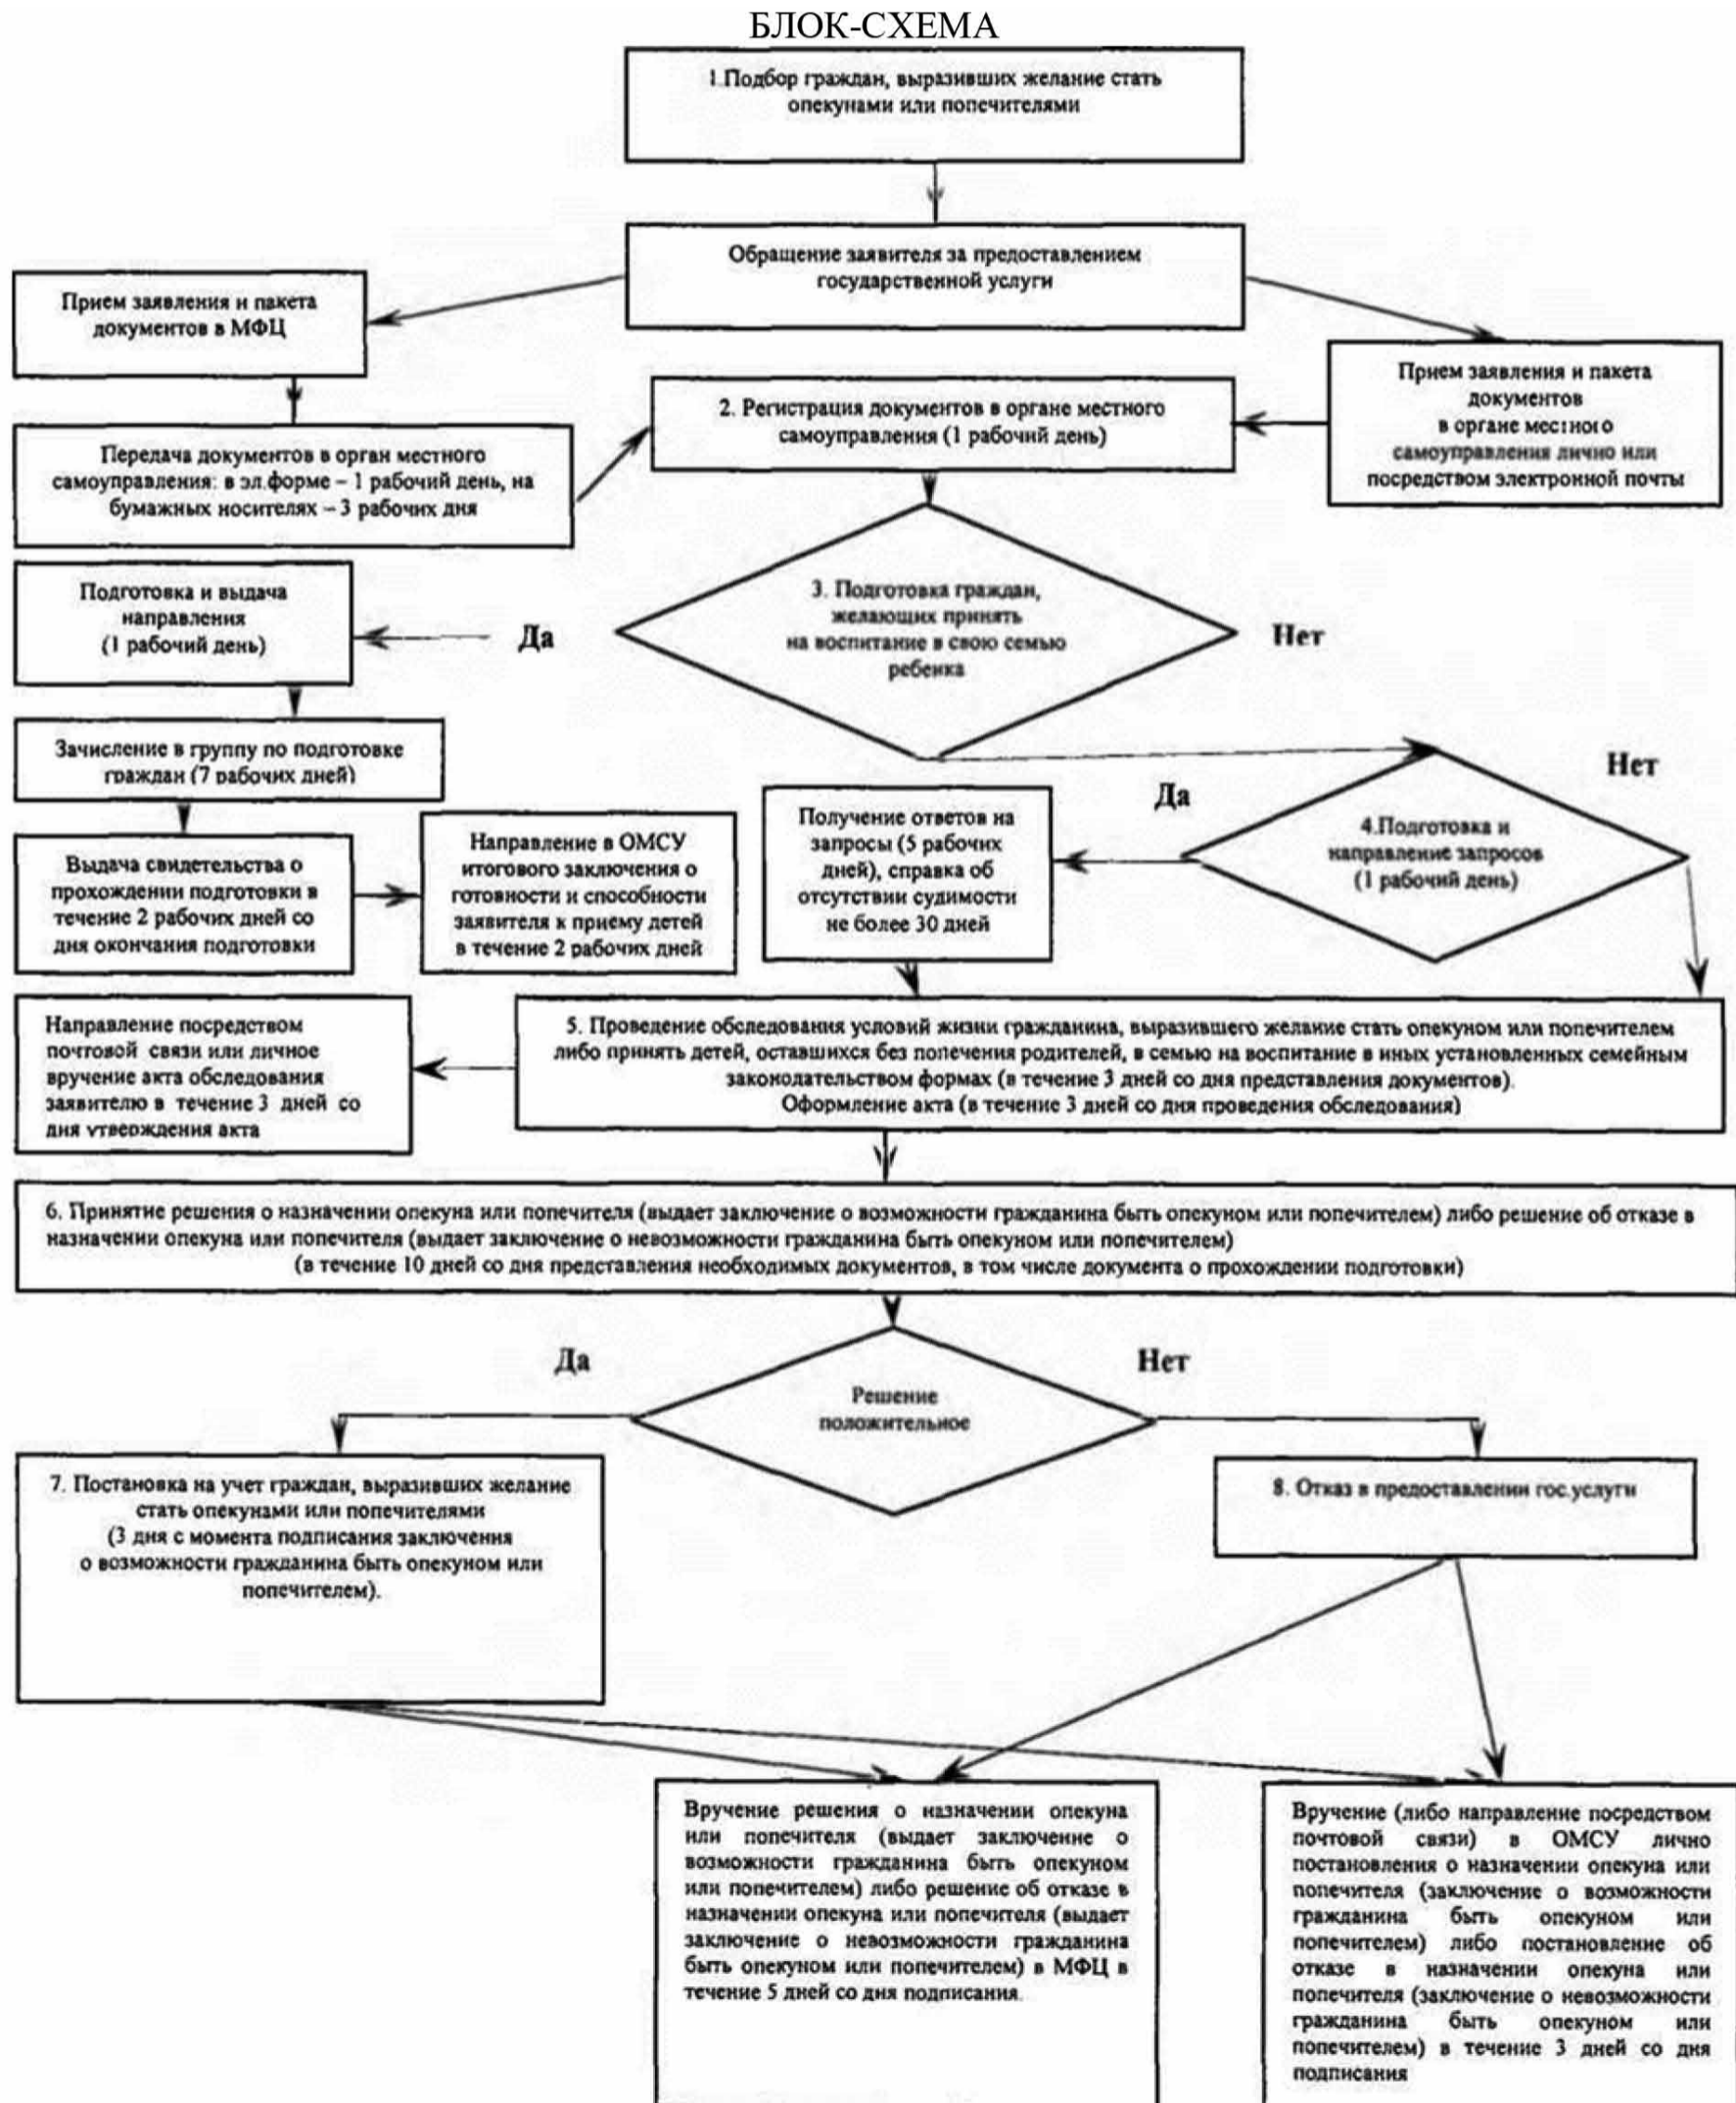 БЛОК-СХЕМА
1.Подбор граждан, выразивших желание стать
опекунами или попечителями
Обращение заявителя за предоставлением
государственной услуги
Прием заявления и пакета
документов в МФЦ
Прием заявления и пакета
документов
в органе местного
самоуправления лично или
посредством электронной почты
2. Регистрация документов в органе местного
самоуправления (1 рабочий день)
Передача документов в орган местного
самоуправления: в эл.форме – 1 рабочий день, на
бумажных носителях – 3 рабочих дня
Подготовка и выдача
направления
(1 рабочий день)
Да
3. Подготовка граждан,
желающих принять
на воспитание в свою семью
ребенка
Нет
Зачисление в группу по подготовке
граждан (7 рабочих дней)
Выдача свидетельства о
прохождении подготовки в
течение 2 рабочих дней со
дня окончания подготовки
Направление в ОМСУ
итогового заключения о
готовности и способности
заявителя к приему детей
в течение 2 рабочих дней
Получение ответов на
запросы (5 рабочих
дней), справка об
отсутствии судимости
не более 30 дней
Да
4.Подготовка и
направление запросов
(1 рабочий день)
Нет
Направление посредством
почтовой связи или личное
вручение акта обследования
заявителю в течение 3 дней со
дня утверждения акта
5. Проведение обследования условий жизни гражданина, выразившего желание стать опекуном или попечителем
либо принять детей, оставшихся без попечения родителей, в семью на воспитание в иных установленных семейным
законодательством формах (в течение 3 дней со дня представления документов).
Оформление акта (в течение 3 дней со дня проведения обследования)
6. Принятие решения о назначении опекуна или попечителя (выдает заключение о возможности гражданина быть опекуном или попечителем) либо решение об отказе в
назначении опекуна или попечителя (выдает заключение о невозможности гражданина быть опекуном или попечителем)
(в течение 10 дней со дня представления необходимых документов, в том числе документа о прохождении подготовки)
Да
Решение
положительное
Нет
7. Постановка на учет граждан, выразивших желание
стать опекунами или попечителями
(3 дня с момента подписания заключения
о возможности гражданина быть опекуном или
попечителем).
8. Отказ в предоставлении гос.услуги
Вручение решения о назначении опекуна
или попечителя (выдает заключение о
возможности гражданина быть опекуном
или попечителем) либо решение об отказе в
назначении опекуна или попечителя (выдает
заключение о невозможности гражданина
быть опекуном или попечителем) в МФЦ в
течение 5 дней со дня подписания.
Вручение (либо направление посредством
почтовой связи) в ОМСУ лично
постановления о назначении опекуна или
попечителя (заключение о возможности
гражданина быть опекуном или
попечителем) либо постановление об
отказе в назначении опекуна или
попечителя (заключение о невозможности
гражданина быть опекуном или
попечителем) в течение 3 дней со дня
подписания